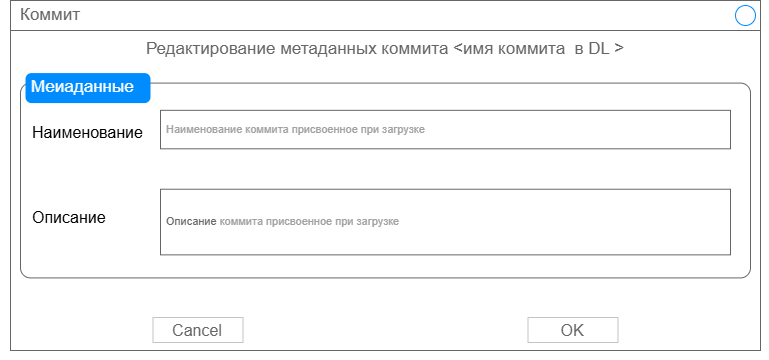 Коммит
Редактирование метаданных коммита <имя коммита в DL >
Меиаданные
Наименование
Наименование коммита присвоенное при загрузке
Описание
Описание коммита присвоенное при загрузке
Cancel
OK